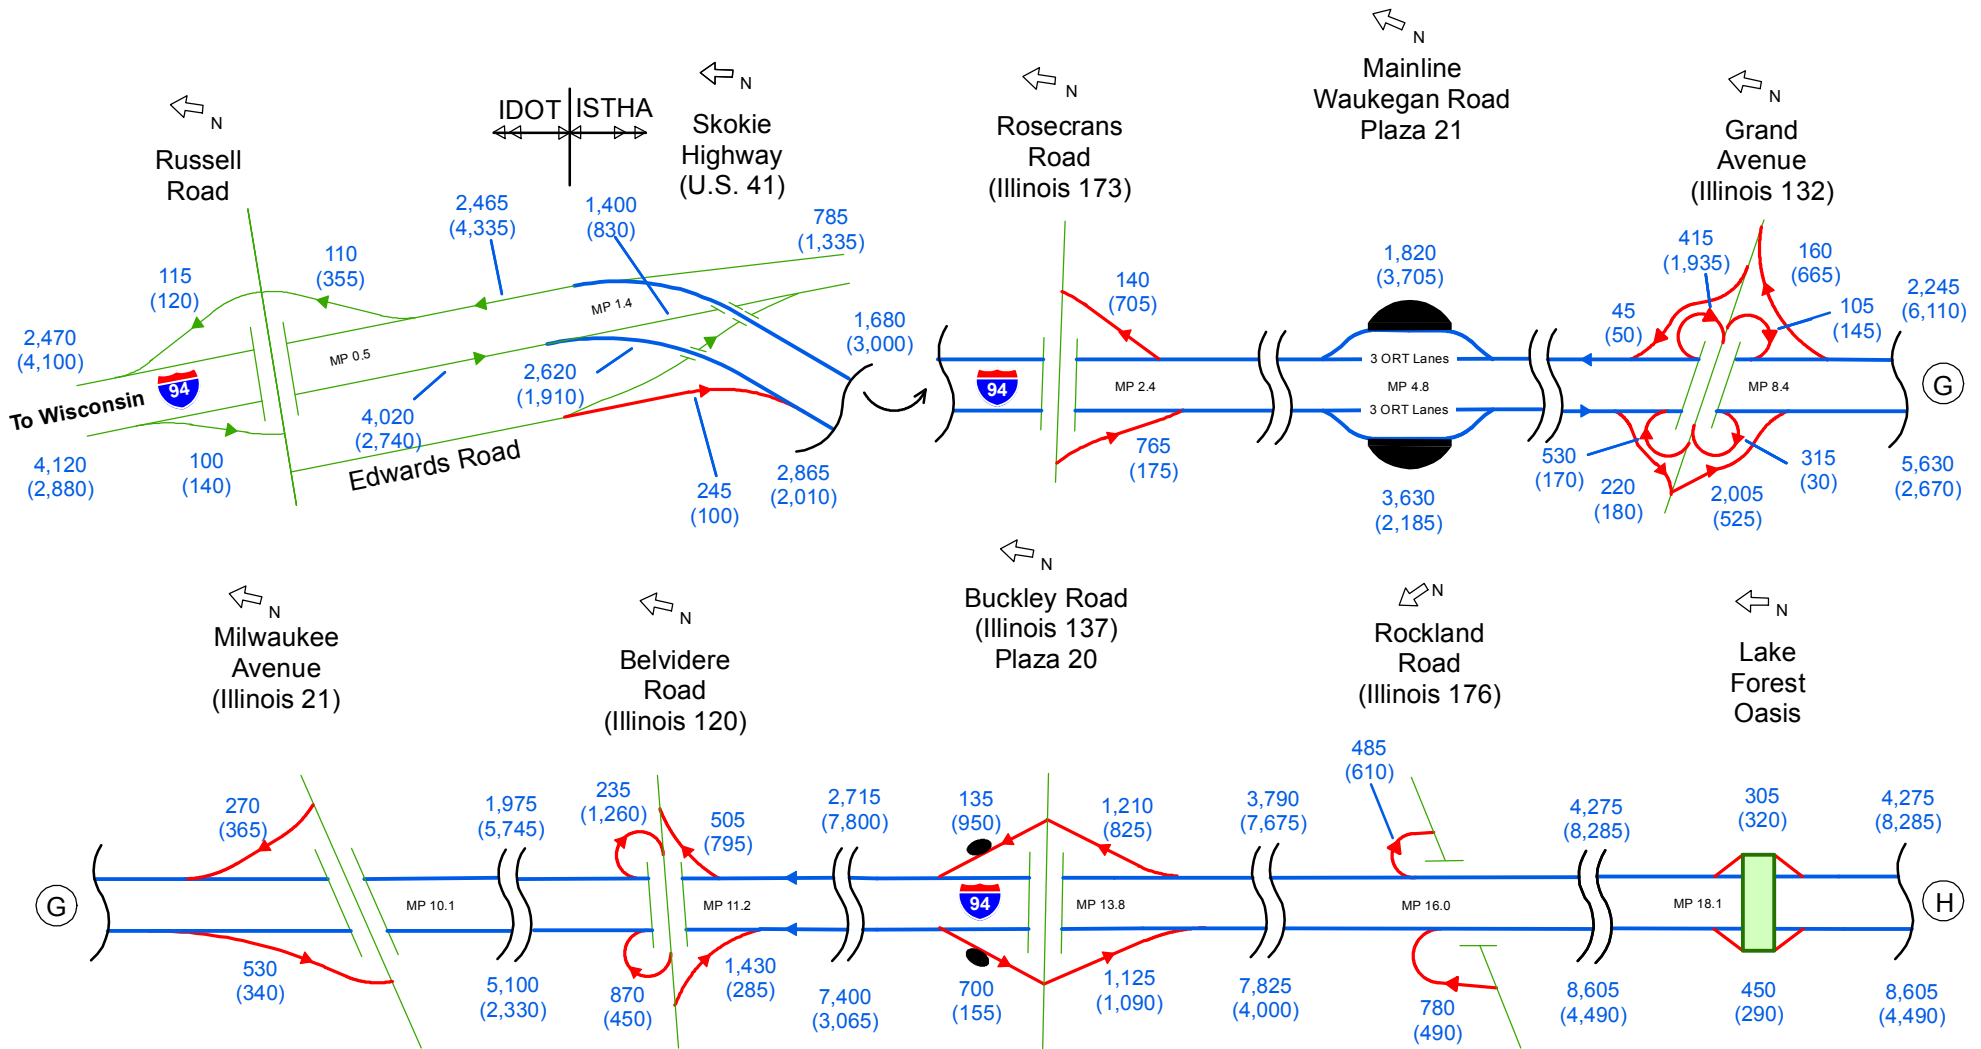 N
Russell
Road
IDOT
ISTHA
N
Skokie
Highway
(U.S. 41)
N
Rosecrans
Road
(Illinois 173)
N
Mainline
Waukegan Road
Plaza 21
N
Grand
Avenue
(Illinois 132)
2,465
(4,335)
1,400
(830)
785
(1,335)
110
(355)
115
(120)
2,470
(4,100)
MP 1.4
MP 0.5
94
To Wisconsin
2,620
(1,910)
4,020
(2,740)
Edwards Road
4,120
(2,880)
100
(140)
245
(100)
2,865
(2,010)
1,680
(3,000)
140
(705)
94
MP 2.4
765
(175)
1,820
(3,705)
3 ORT Lanes
MP 4.8
3 ORT Lanes
3,630
(2,185)
415
(1,935)
160
(665)
45
(50)
105
(145)
2,245
(6,110)
MP 8.4
G
530
(170)
220
(180)
2,005
(525)
315
(30)
5,630
(2,670)
N
Milwaukee
Avenue
(Illinois 21)
N
Belvidere
Road
(Illinois 120)
N
Buckley Road
(Illinois 137)
Plaza 20
N
Rockland
Road
(Illinois 176)
N
Lake
Forest
Oasis
G
270
(365)
MP 10.1
530
(340)
1,975
(5,745)
5,100
(2,330)
235
(1,260)
505
(795)
MP 11.2
870
(450)
1,430
(285)
2,715
(7,800)
7,400
(3,065)
135
(950)
1,210
(825)
94
MP 13.8
700
(155)
1,125
(1,090)
3,790
(7,675)
7,825
(4,000)
485
(610)
MP 16.0
780
(490)
4,275
(8,285)
8,605
(4,490)
305
(320)
MP 18.1
450
(290)
4,275
(8,285)
H
8,605
(4,490)